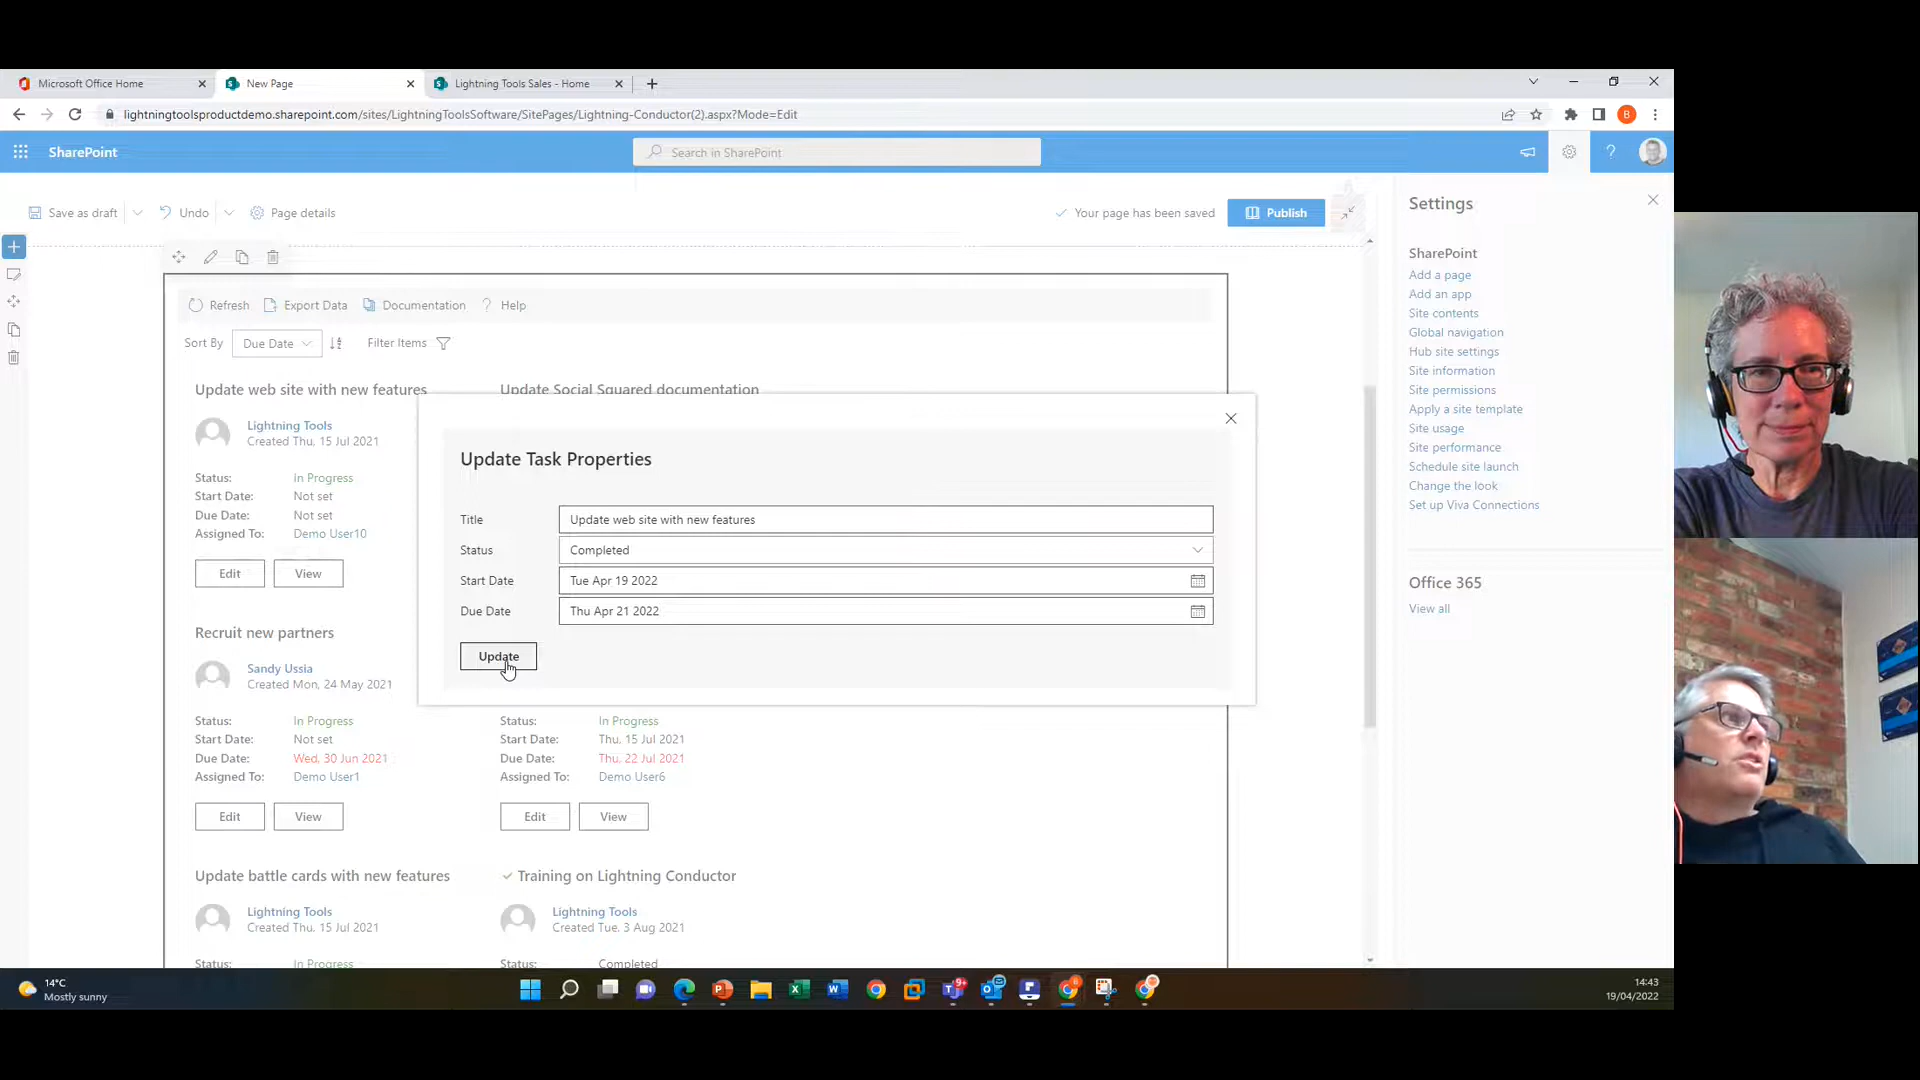 Microsoft Office Home
New Page
Lightning Tools Sales - Home
lightningtoolsproductdemo.sharepoint.com/sites/LightningToolsSoftware/SitePages/Lightning-Conductor(2).aspx?Mode=Edit
B
SharePoint
Search in SharePoint
?
Save as draft
Undo
Page details
Your page has been saved
Publish
Refresh
Export Data
Documentation
? Help
Sort By
Due Date
Filter Items
Update web site with new features
Lightning Tools
Created Thu, 15 Jul 2021
Status: In Progress
Start Date: Not set
Due Date: Not set
Assigned To: Demo User10
Edit
View
Update Social Squared documentation
Update Task Properties
Title Update web site with new features
Status Completed
Start Date Tue Apr 19 2022
Due Date Thu Apr 21 2022
Update
Recruit new partners
Sandy Ussia
Created Mon, 24 May 2021
Status: In Progress
Start Date: Not set
Due Date: Wed, 30 Jun 2021
Assigned To: Demo User1
Edit
View
Status: In Progress
Start Date: Thu, 15 Jul 2021
Due Date: Thu, 22 Jul 2021
Assigned To: Demo User6
Edit
View
Update battle cards with new features
Lightning Tools
Created Thu, 15 Jul 2021
Status: In Progress
Training on Lightning Conductor
Lightning Tools
Created Tue, 3 Aug 2021
Status: Completed
Settings
SharePoint
Add a page
Add an app
Site contents
Global navigation
Hub site settings
Site information
Site permissions
Apply a site template
Site usage
Site performance
Schedule site launch
Change the look
Set up Viva Connections
Office 365
View all
14°C
Mostly sunny
14:43
19/04/2022